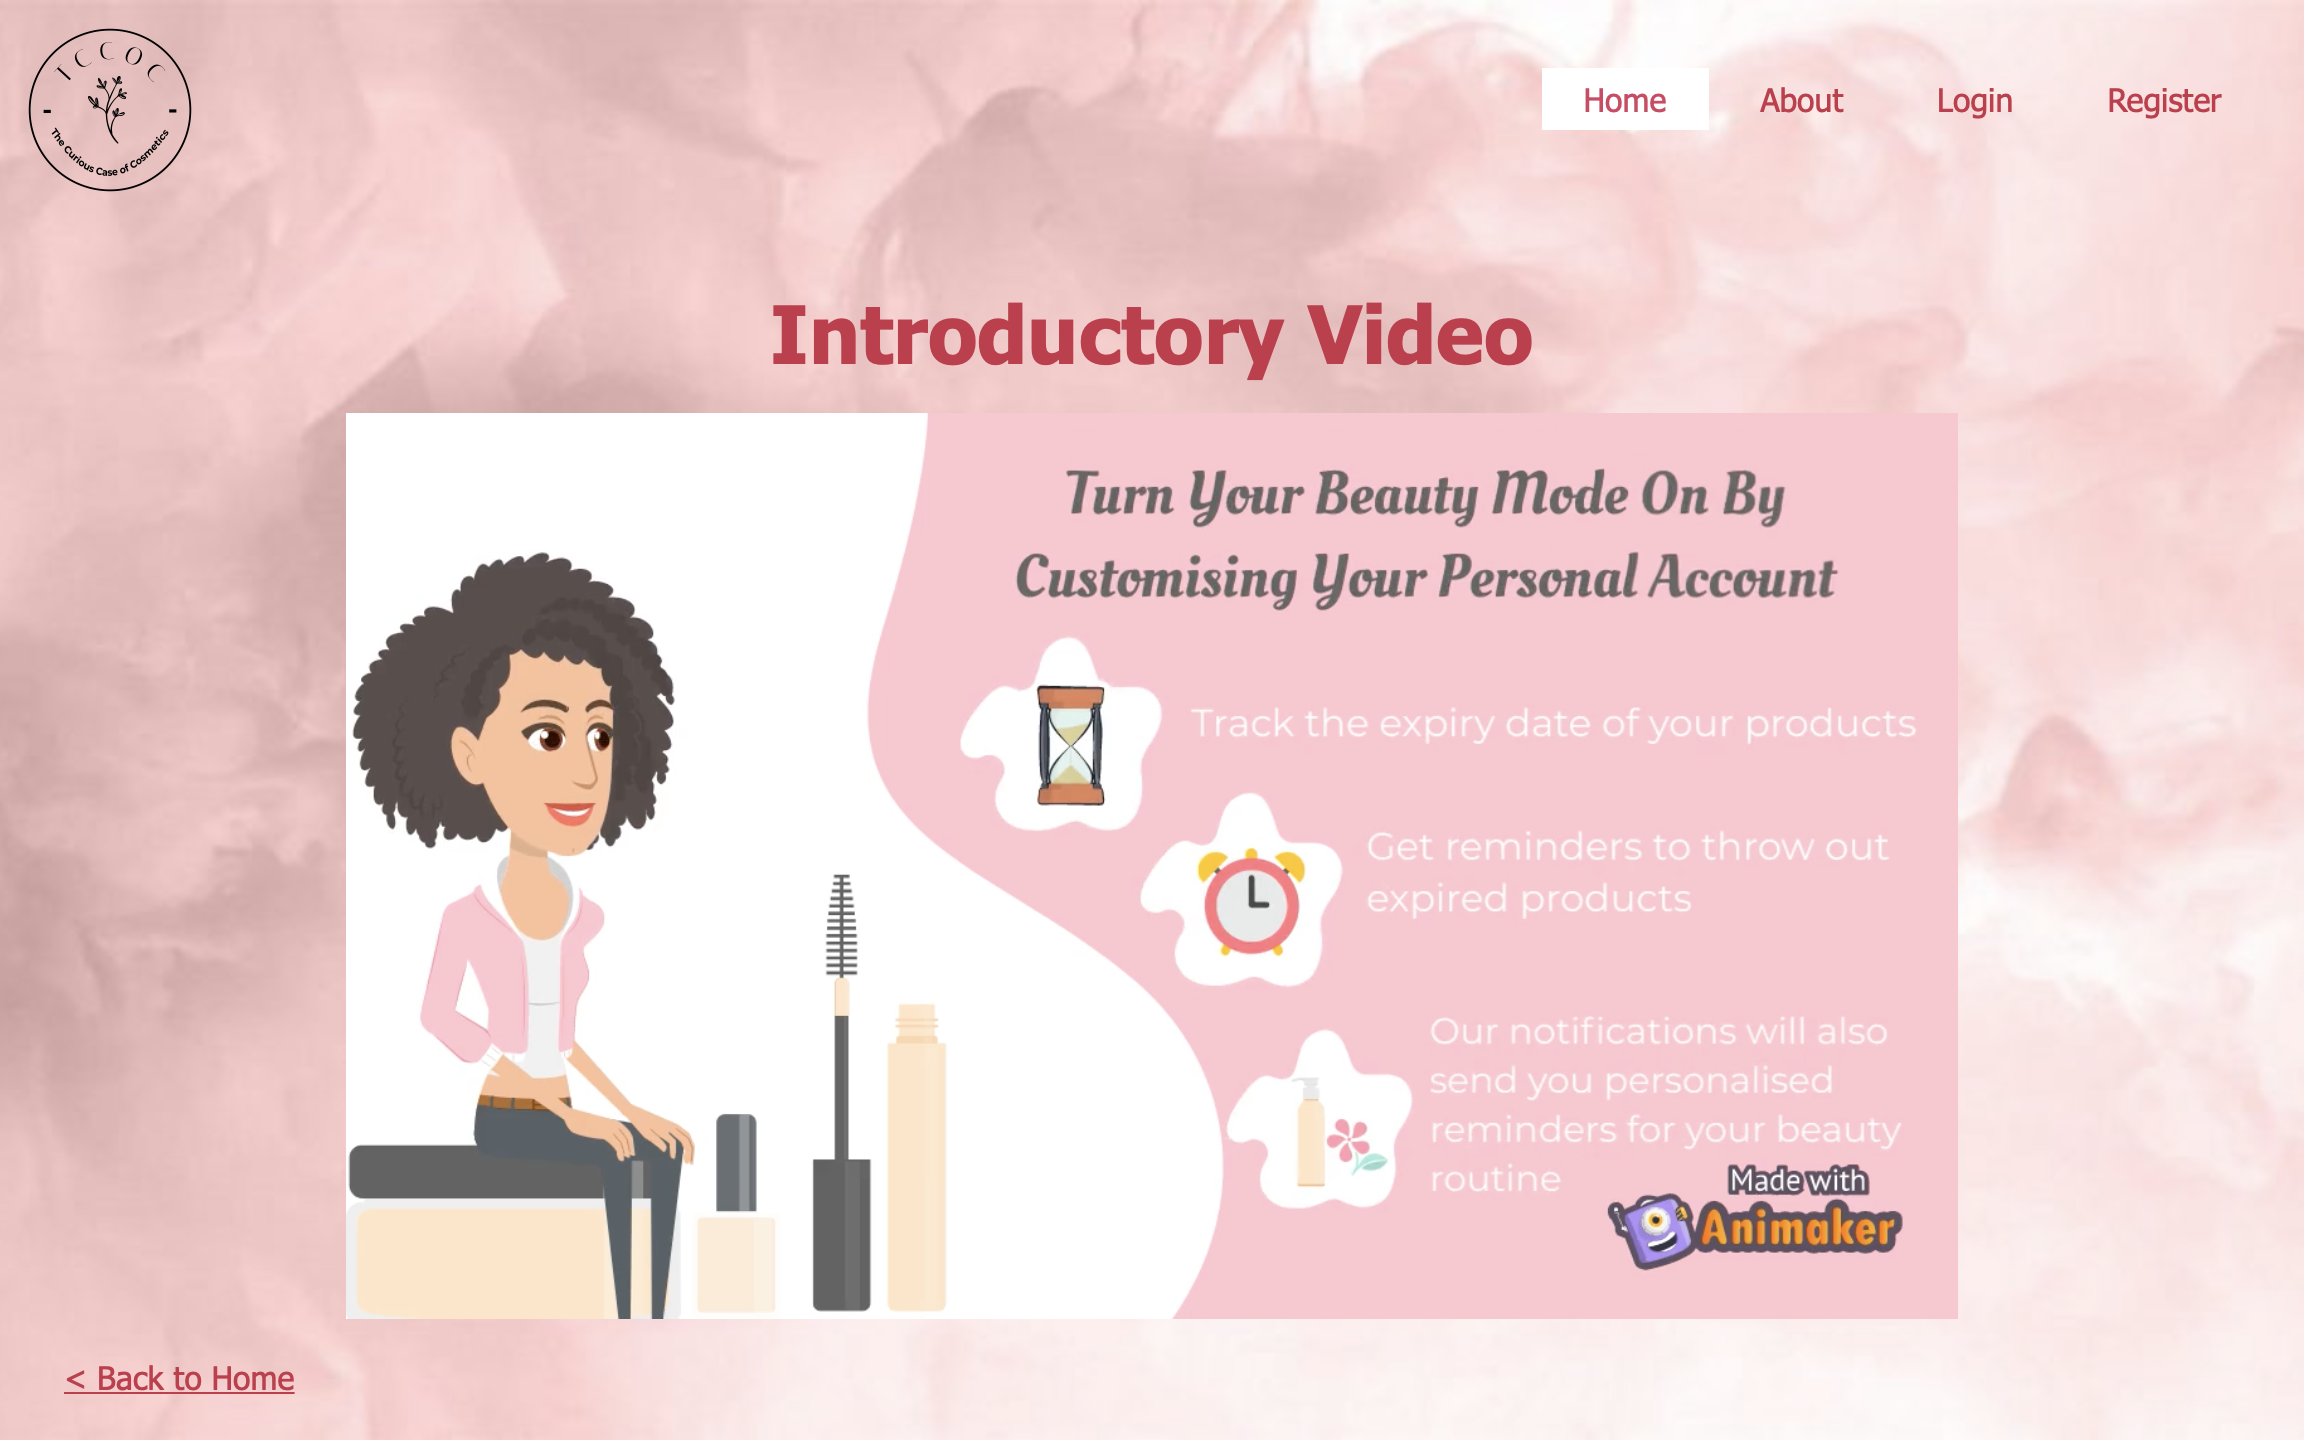 TCCOC
- -
The Curious Case of Cosmetics
Home About Login Register
Introductory Video
Turn Your Beauty Mode On By
Customising Your Personal Account
Track the expiry date of your products
Get reminders to throw out
expired products
Our notifications will also
send you personalised
reminders for your beauty
routine
Made with
Animaker
< Back to Home